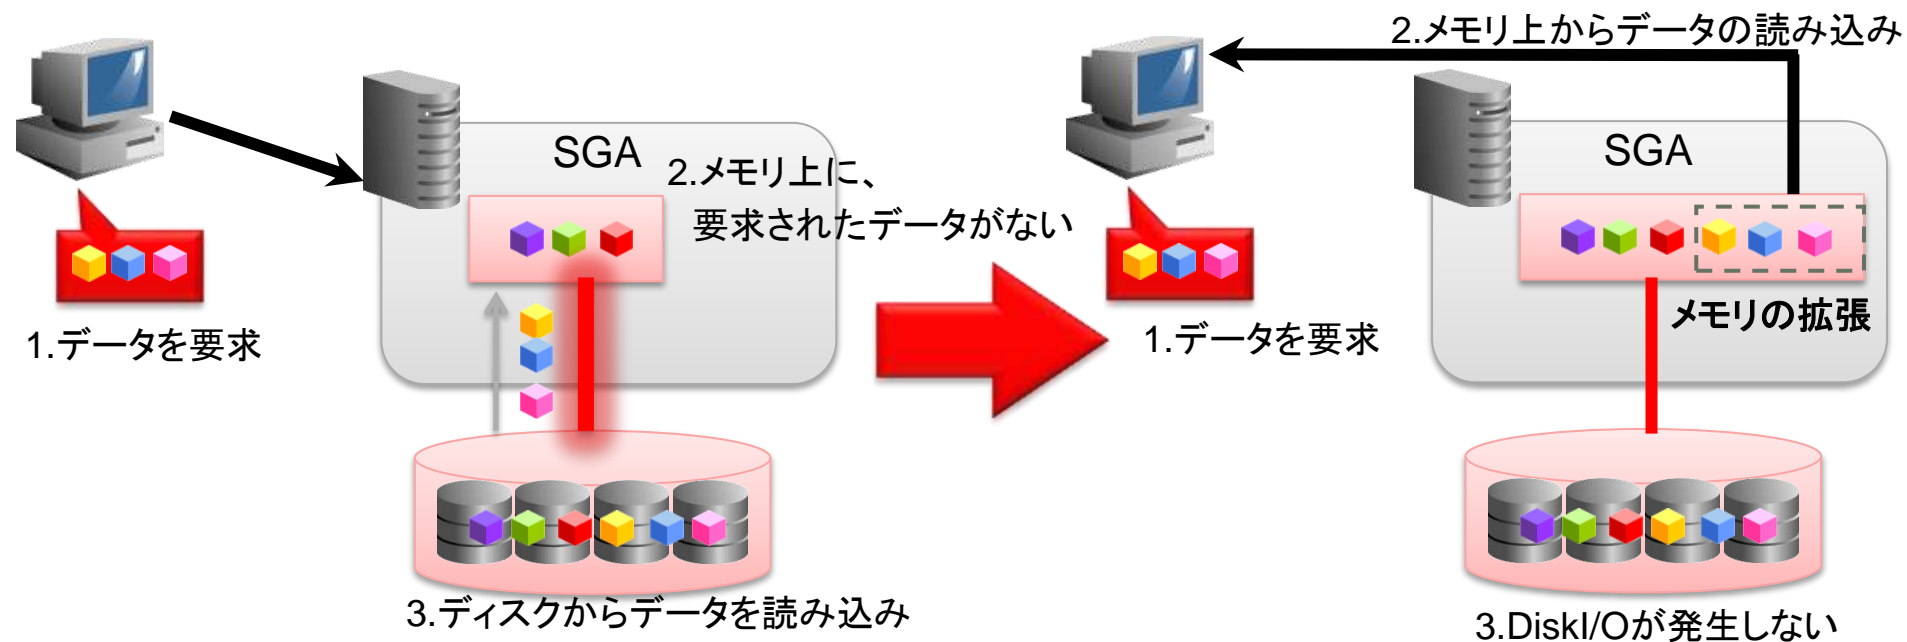 SGA
2.メモリ上に、
要求されたデータがない
1.データを要求
3.ディスクからデータを読み込み
2.メモリ上からデータの読み込み
SGA
メモリの拡張
1.データを要求
3.DiskI/Oが発生しない